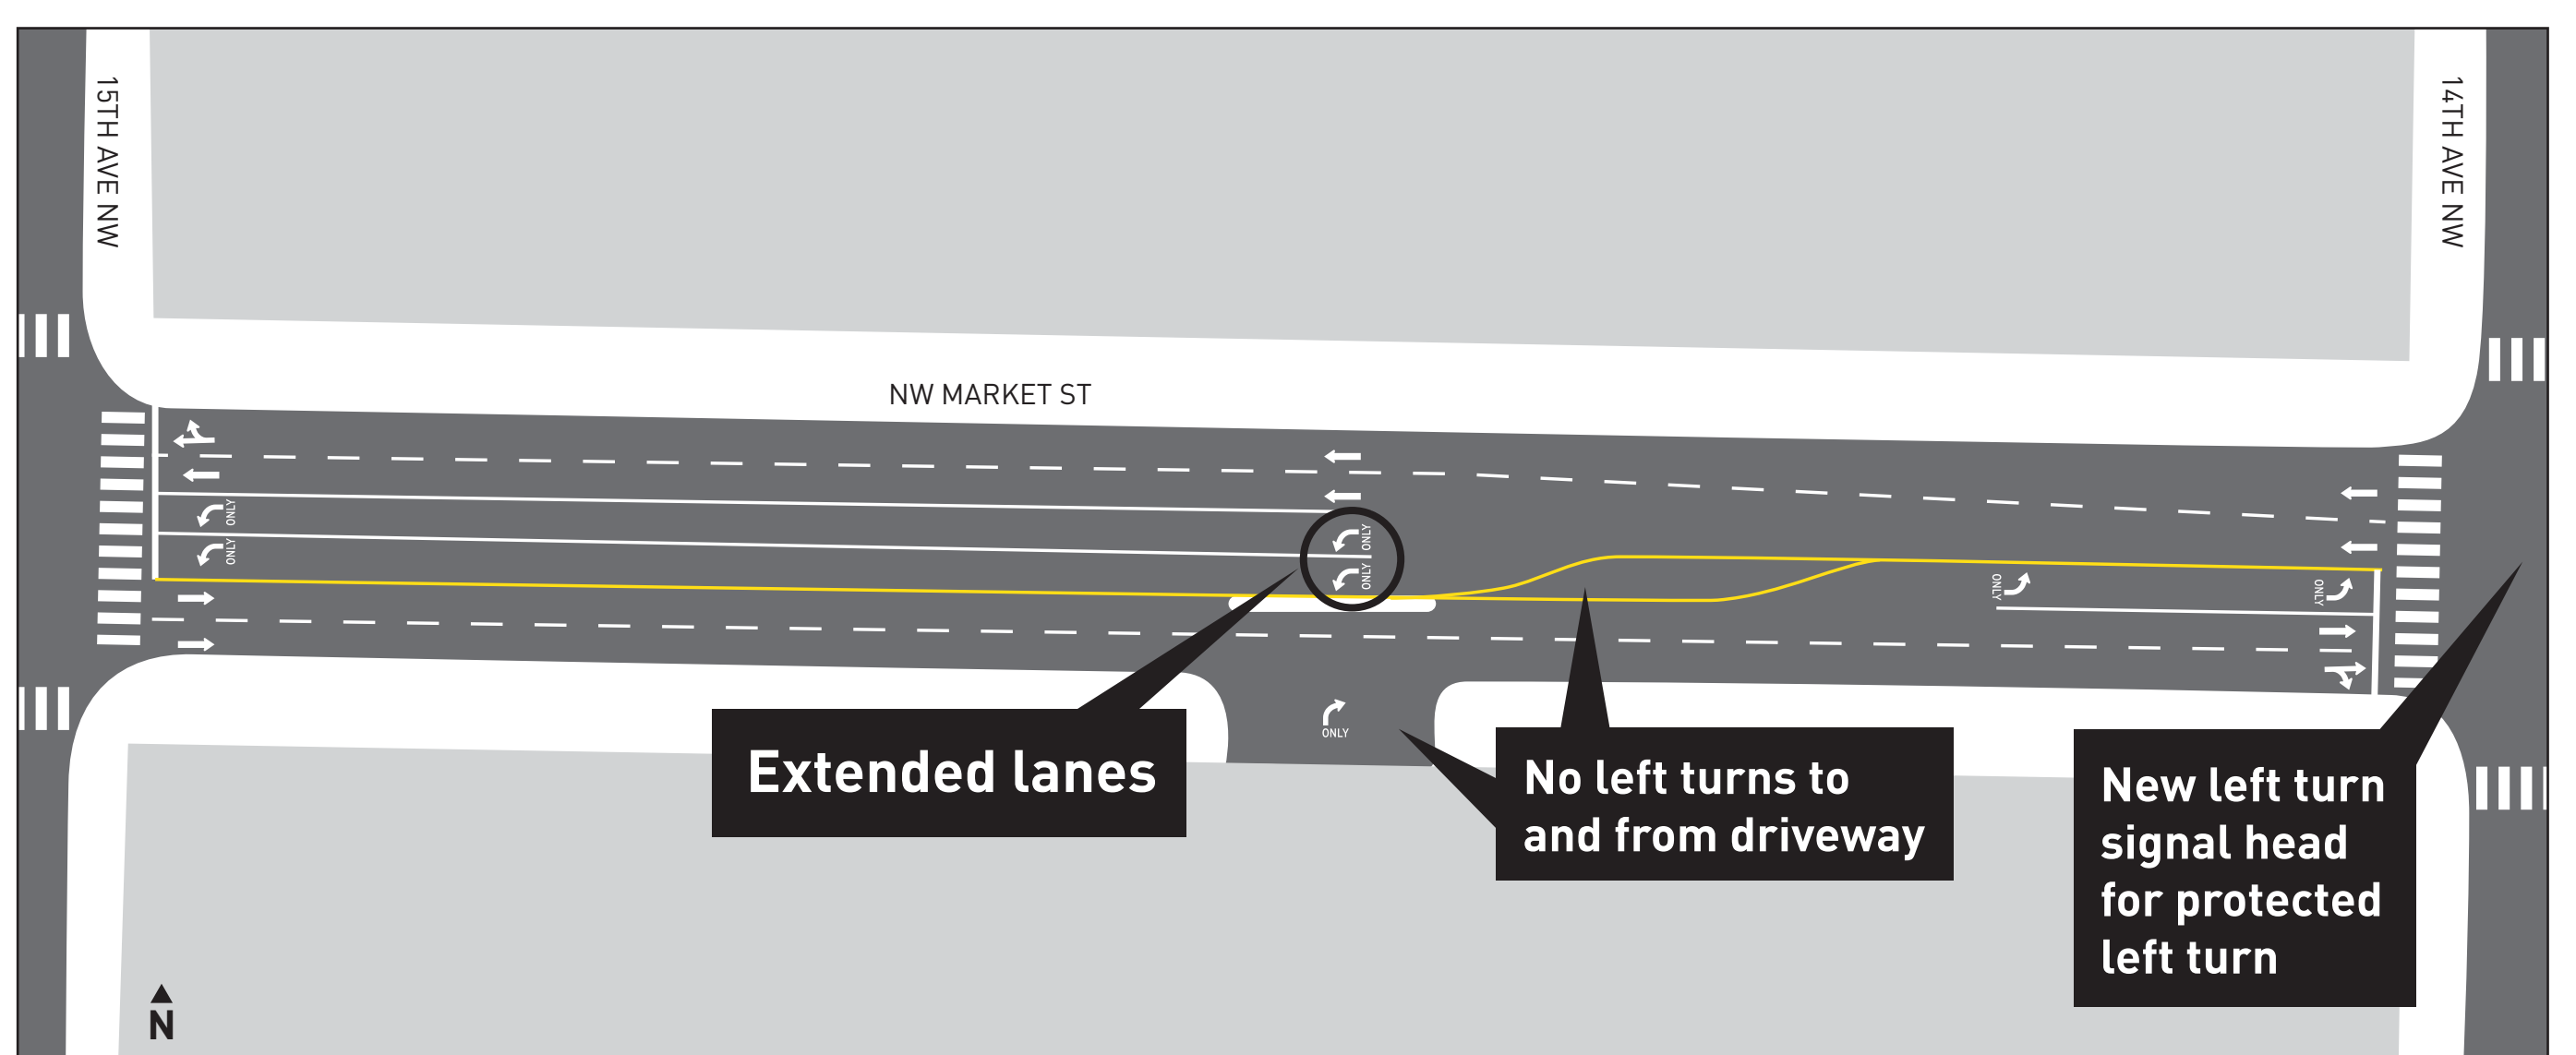 15TH AVE NW
14TH AVE NW
NW MARKET ST
ONLY
ONLY
ONLY
ONLY
ONLY
ONLY
ONLY
Extended lanes
No left turns to
and from driveway
New left turn
signal head
for protected
left turn
N